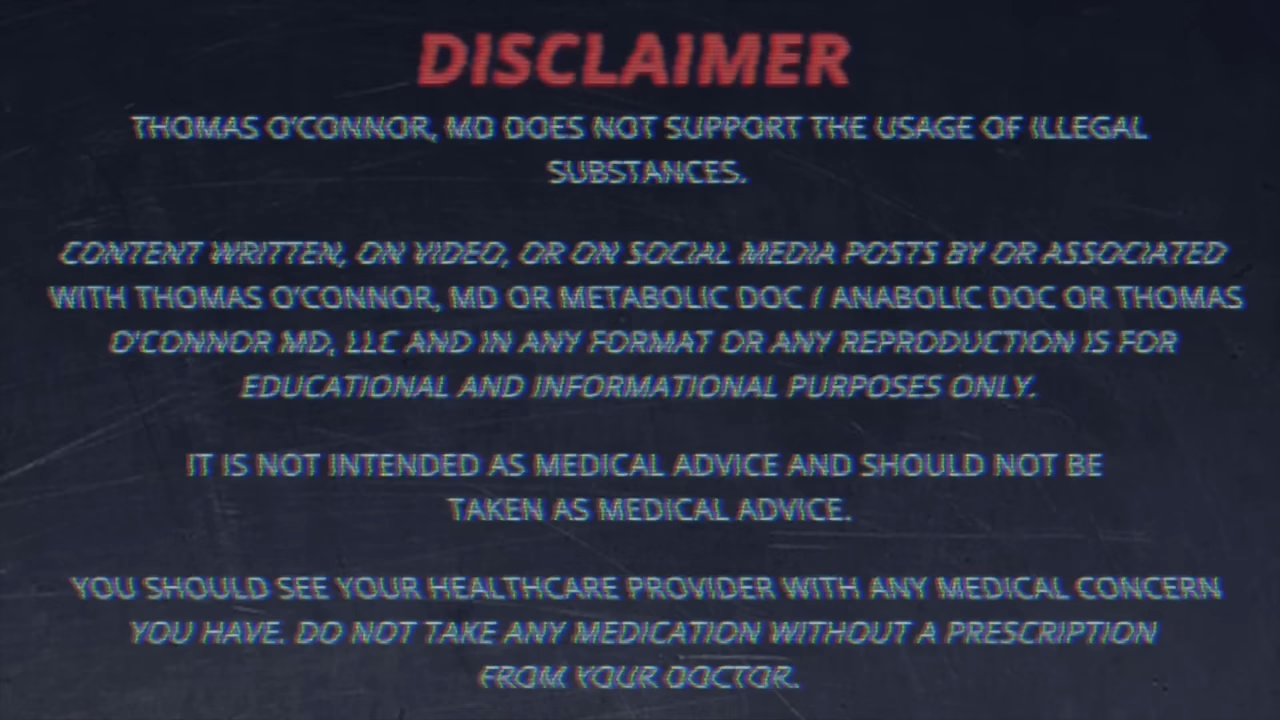 DISCLAIMER
THOMAS O'CONNOR, MD DOES NOT SUPPORT THE USAGE OF ILLEGAL
SUBSTANCES.
CONTENT WRITTEN, ON VIDEO, OR ON SOCIAL MEDIA POSTS BY OR ASSOCIATED
WITH THOMAS O'CONNOR, MD OR METABOLIC DOC / ANABOLIC DOC OR THOMAS
O'CONNOR MD, LLC AND IN ANY FORMAT OR ANY REPRODUCTION IS FOR
EDUCATIONAL AND INFORMATIONAL PURPOSES ONLY.
IT IS NOT INTENDED AS MEDICAL ADVICE AND SHOULD NOT BE
TAKEN AS MEDICAL ADVICE.
YOU SHOULD SEE YOUR HEALTHCARE PROVIDER WITH ANY MEDICAL CONCERN
YOU HAVE. DO NOT TAKE ANY MEDICATION WITHOUT A PRESCRIPTION
FROM YOUR DOCTOR.